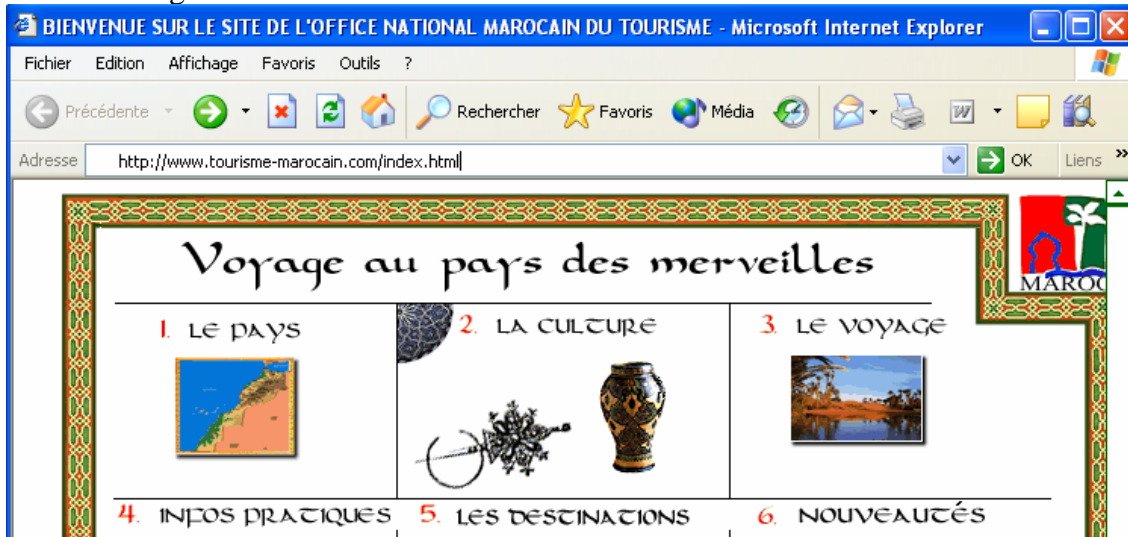 BIENVENUE SUR LE SITE DE L'OFFICE NATIONAL MAROCAIN DU TOURISME - Microsoft Internet Explorer
Fichier Edition Affichage Favoris Outils ?
Précédente Rechercher Favoris Média
Adresse http://www.tourisme-marocain.com/index.html OK Liens »
Voyage au pays des merveilles
MAROC
1. LE PAYS 2. LA CULTURE 3. LE VOYAGE
4. INFOS PRATIQUES 5. LES DESTINATIONS 6. NOUVEAUTÉS